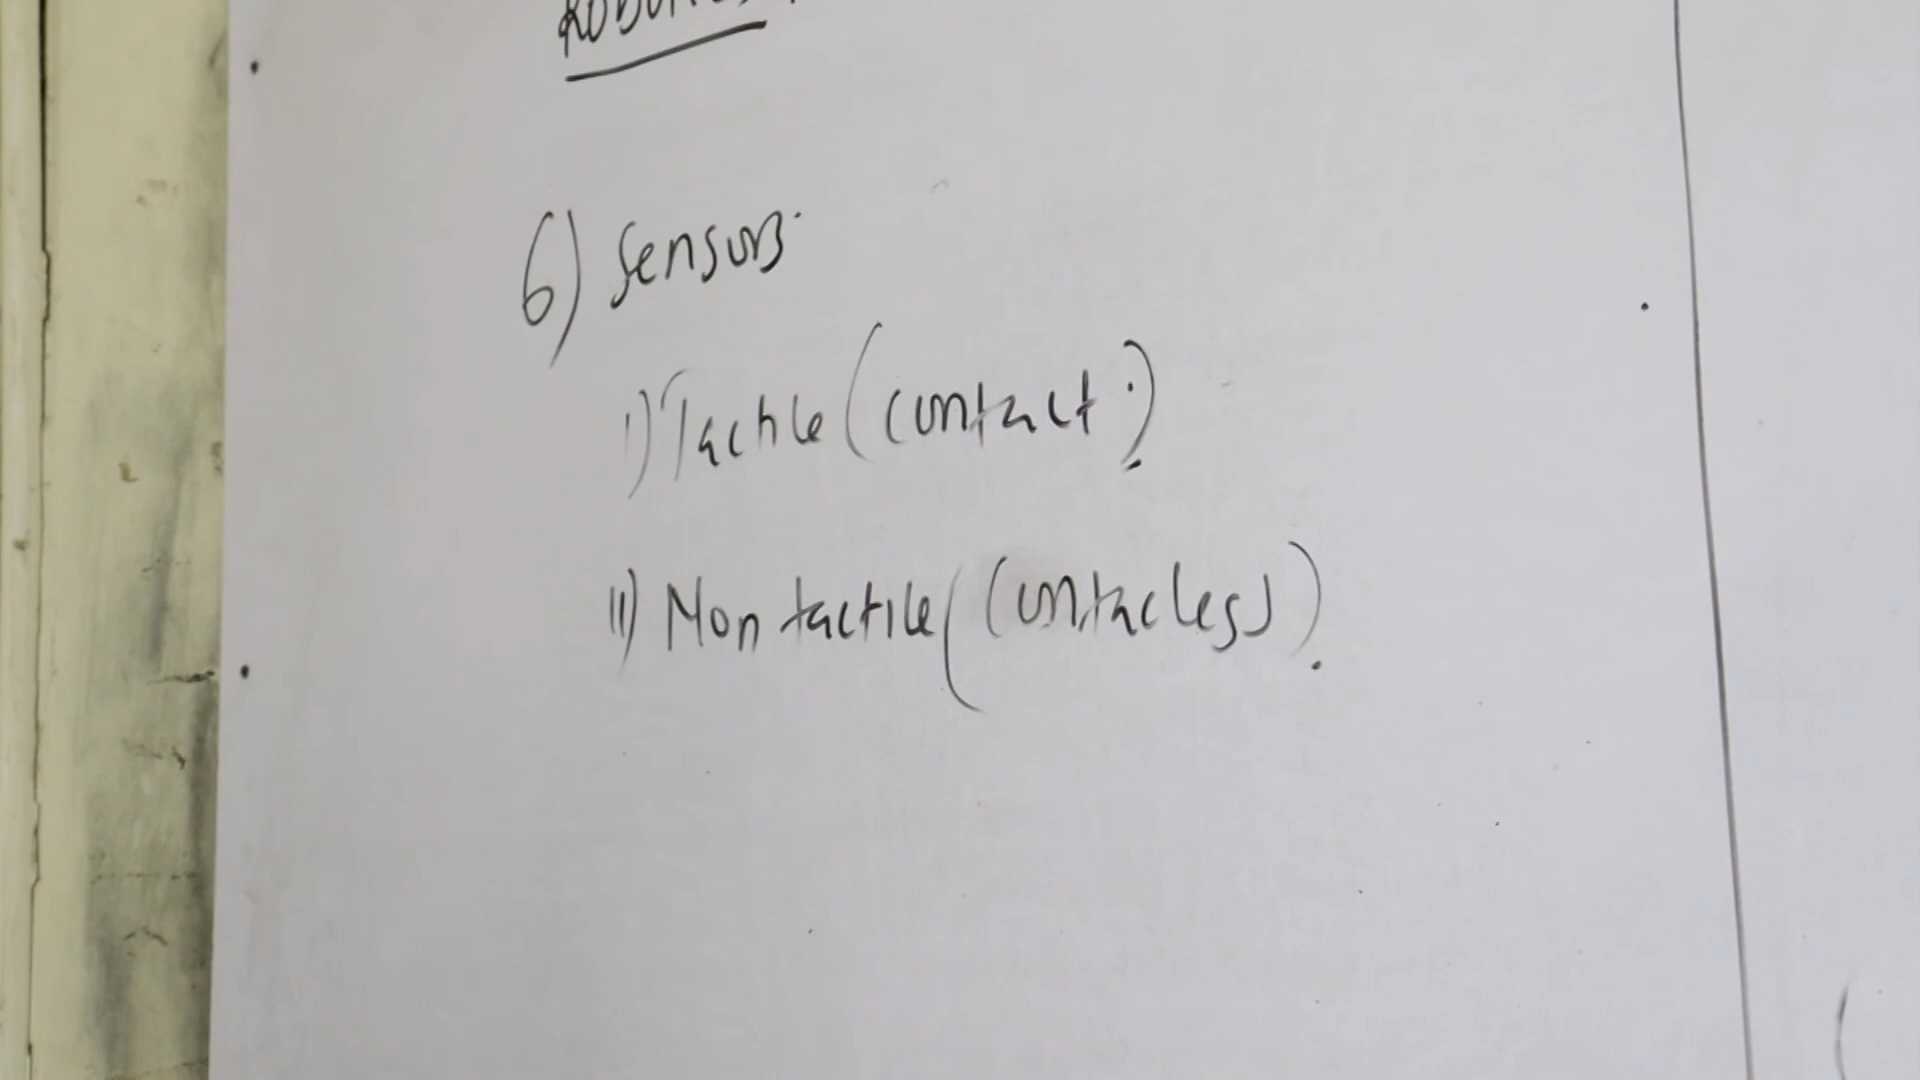 6) Sensors.
i) Tactile (contact.)
ii) Non tactile (contacless).